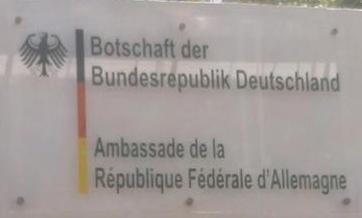 Botschaft der
Bundesrepublik Deutschland
Ambassade de la
République Fédérale d'Allemagne